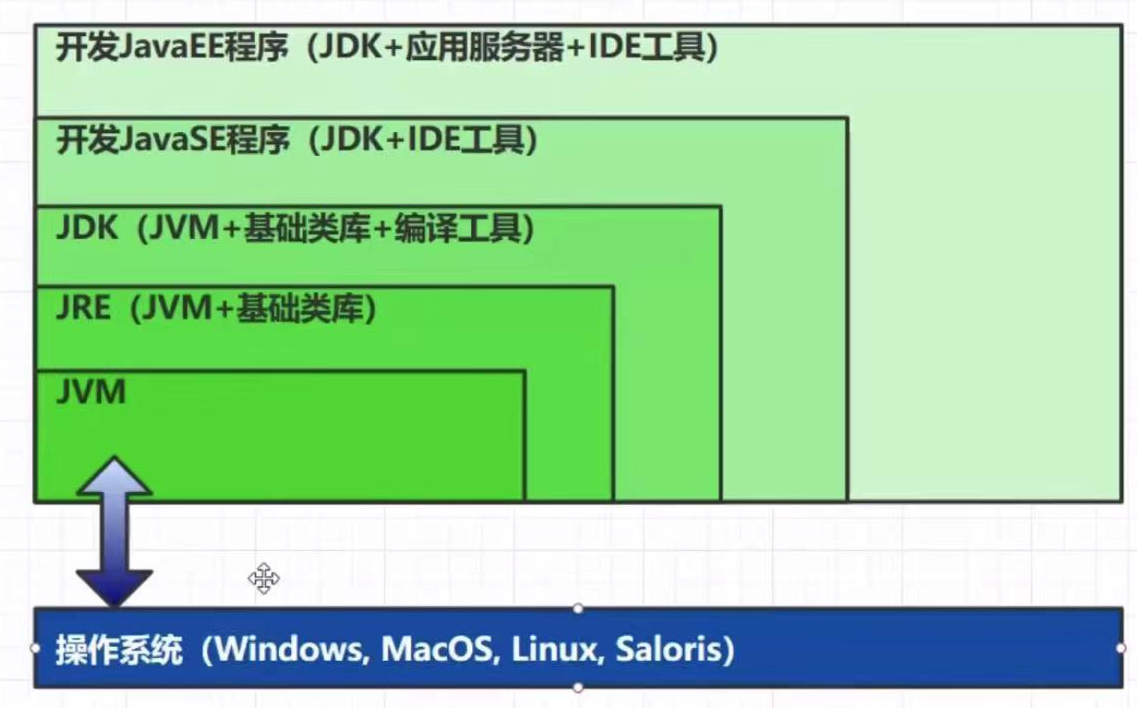 开发JavaEE程序（JDK+应用服务器+IDE工具）
开发JavaSE程序（JDK+IDE工具）
JDK（JVM+基础类库+编译工具）
JRE（JVM+基础类库）
JVM
操作系统（Windows, MacOS, Linux, Saloris）